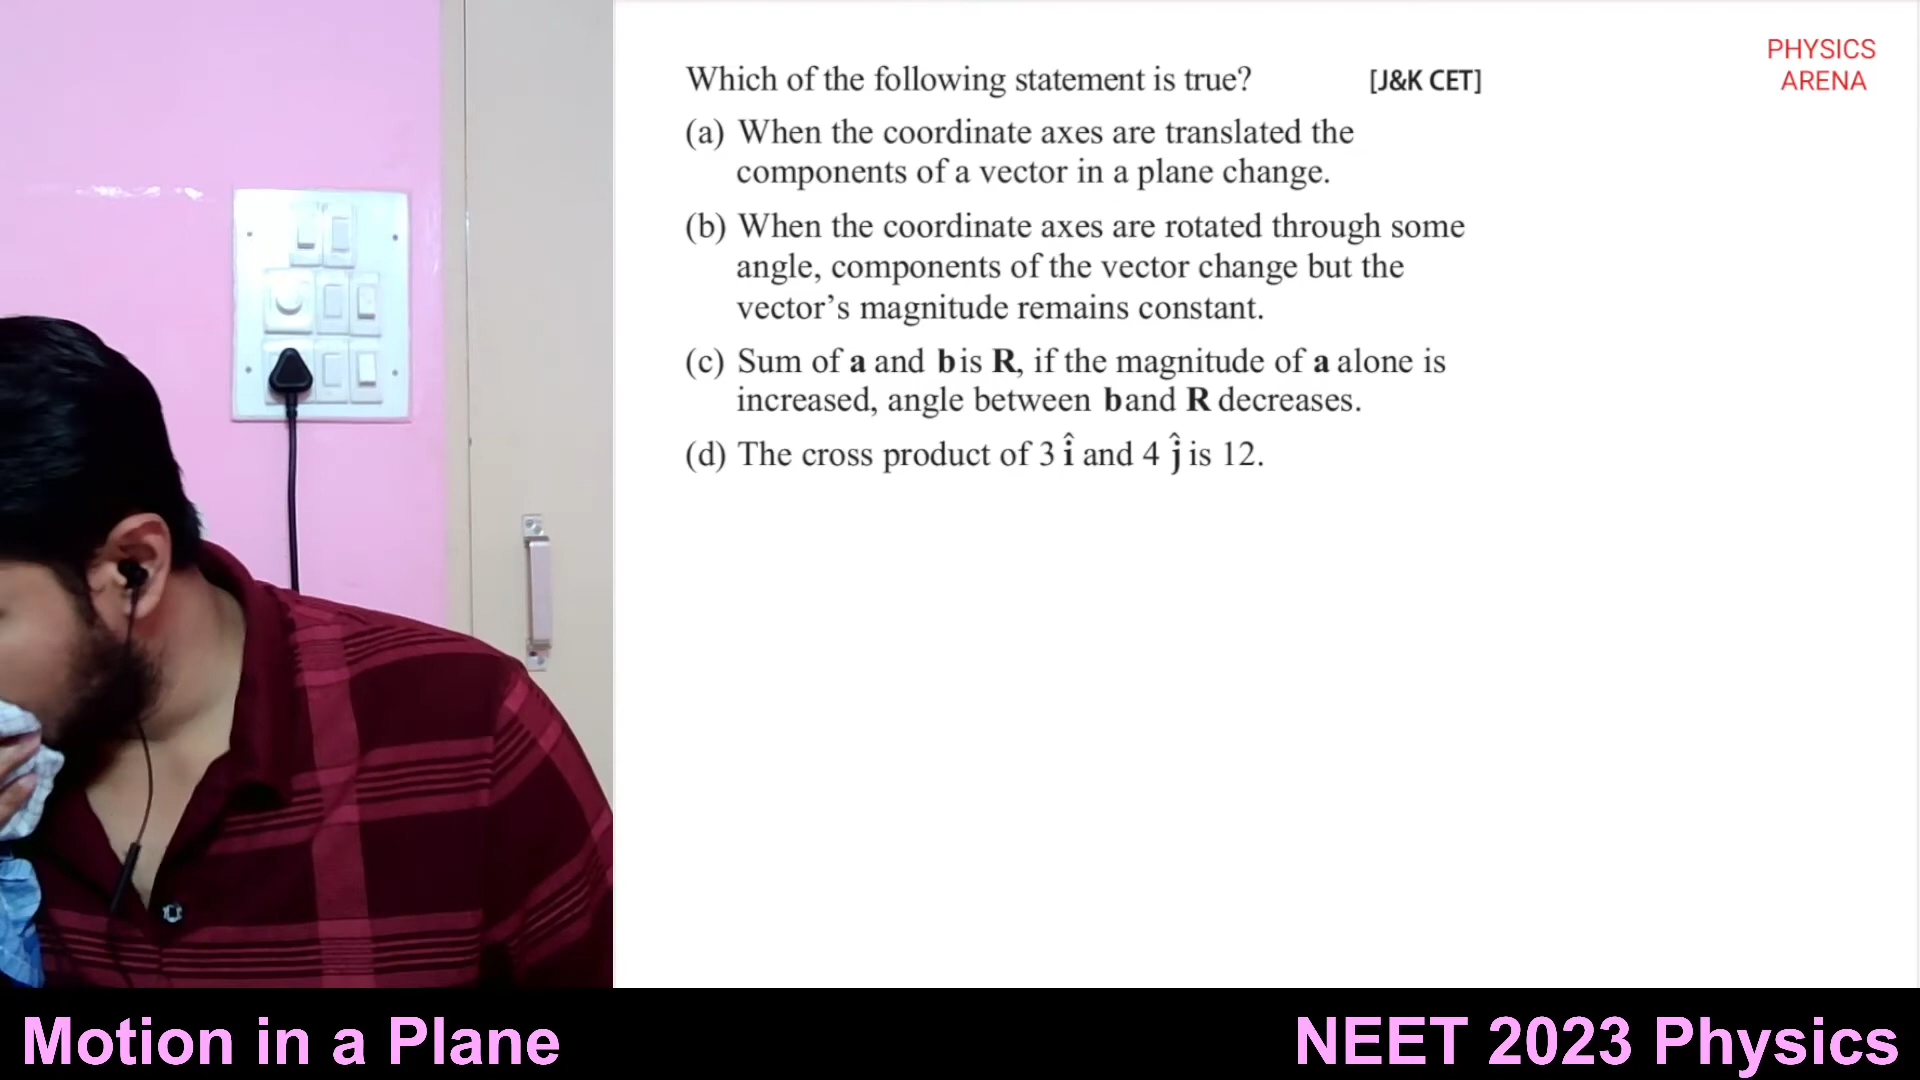 PHYSICS
ARENA
Which of the following statement is true? [J&K CET]
(a) When the coordinate axes are translated the
components of a vector in a plane change.
(b) When the coordinate axes are rotated through some
angle, components of the vector change but the
vector’s magnitude remains constant.
(c) Sum of a and b is R, if the magnitude of a alone is
increased, angle between b and R decreases.
(d) The cross product of 3 î and 4 ĵ is 12.
Motion in a Plane
NEET 2023 Physics